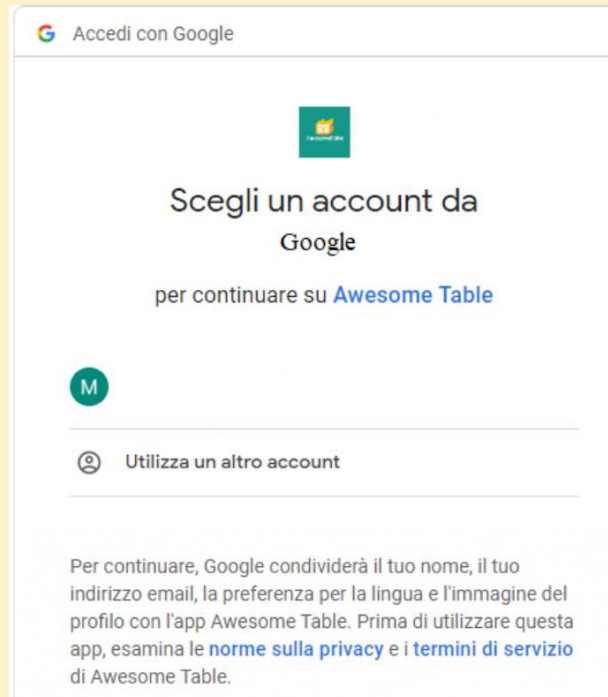 Accedi con Google
Scegli un account da
Google
per continuare su Awesome Table
M
Utilizza un altro account
Per continuare, Google condividerà il tuo nome, il tuo
indirizzo email, la preferenza per la lingua e l'immagine del
profilo con l'app Awesome Table. Prima di utilizzare questa
app, esamina le norme sulla privacy e i termini di servizio
di Awesome Table.